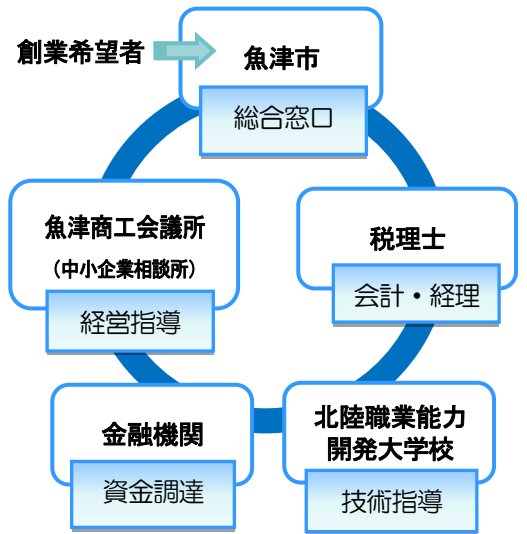 創業希望者
魚津市
総合窓口
魚津商工会議所
（中小企業相談所）
経営指導
税理士
会計・経理
金融機関
資金調達
北陸職業能力
開発大学校
技術指導